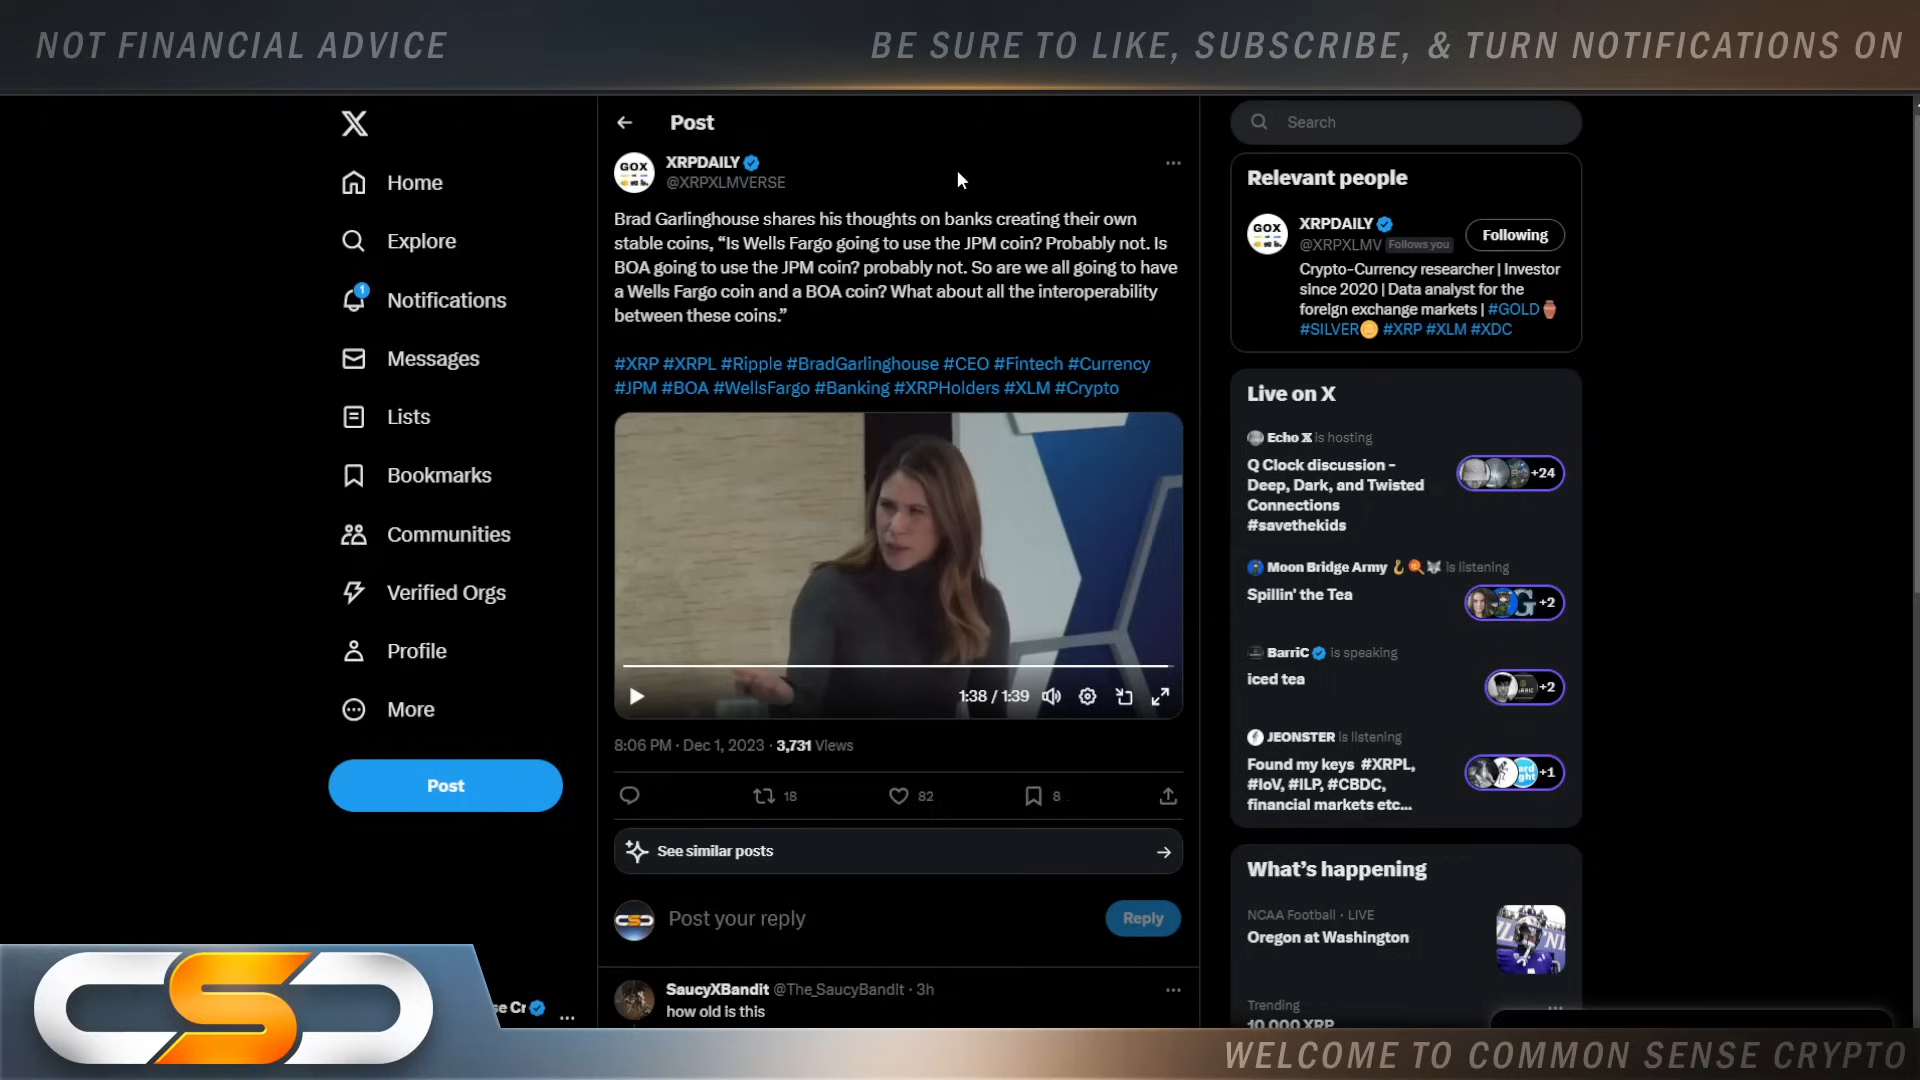 NOT FINANCIAL ADVICE
BE SURE TO LIKE, SUBSCRIBE, & TURN NOTIFICATIONS ON
X
Home
Explore
1
Notifications
Messages
Lists
Bookmarks
Communities
Verified Orgs
Profile
More
Post
Post
GOX
XRPDAILY
@XRPXLMVERSE
Brad Garlinghouse shares his thoughts on banks creating their own
stable coins, “Is Wells Fargo going to use the JPM coin? Probably not. Is
BOA going to use the JPM coin? probably not. So are we all going to have
a Wells Fargo coin and a BOA coin? What about all the interoperability
between these coins.”
#XRP #XRPL #Ripple #BradGarlinghouse #CEO #Fintech #Currency
#JPM #BOA #WellsFargo #Banking #XRPHolders #XLM #Crypto
1:38 / 1:39
8:06 PM · Dec 1, 2023 · 3,731 Views
18
82
8
See similar posts
CSC
Post your reply
Reply
SaucyXBandit @The_SaucyBandit · 3h
how old is this
Search
Relevant people
GOX
XRPDAILY
@XRPXLMV Follows you
Following
Crypto-Currency researcher | Investor
since 2020 | Data analyst for the
foreign exchange markets | #GOLD
#SILVER #XRP #XLM #XDC
Live on X
Echo X is hosting
Q Clock discussion -
Deep, Dark, and Twisted
Connections
#savethekids
+24
Moon Bridge Army is listening
Spillin' the Tea
+2
BarriC is speaking
iced tea
+2
JEONSTER is listening
Found my keys #XRPL,
#IoV, #ILP, #CBDC,
financial markets etc...
+1
What’s happening
NCAA Football · LIVE
Oregon at Washington
Trending
10,000 XRP
CSC
se Cr
WELCOME TO COMMON SENSE CRYPTO